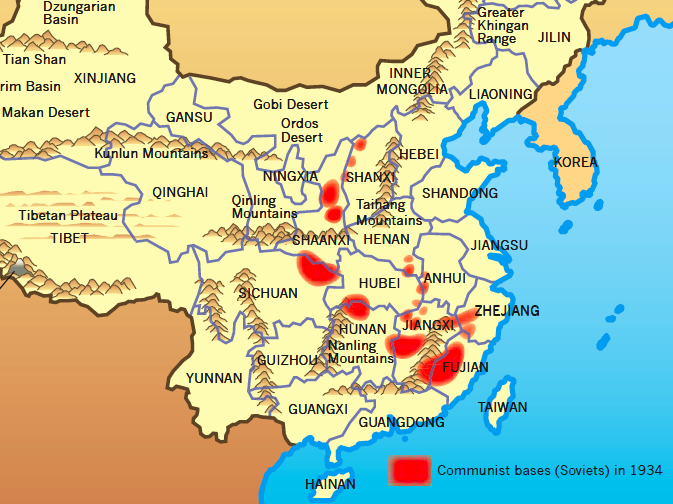 Dzungarian
Basin
Greater
Khingan
Range
JILIN
Tian Shan
INNER
MONGOLIA
XINJIANG
rim Basin
LIAONING
Gobi Desert
Makan Desert
GANSU
Ordos
Desert
Kunlun Mountains
HEBEI
KOREA
NINGXIA
SHANXI
QINGHAI
SHANDONG
Qinling
Mountains
Taihang
Mountains
Tibetan Plateau
TIBET
SHAANXI
HENAN
JIANGSU
ANHUI
HUBEI
SICHUAN
ZHEJIANG
HUNAN
JIANGXI
Nanling
Mountains
GUIZHOU
FUJIAN
YUNNAN
GUANGXI
TAIWAN
GUANGDONG
Communist bases (Soviets) in 1934
HAINAN